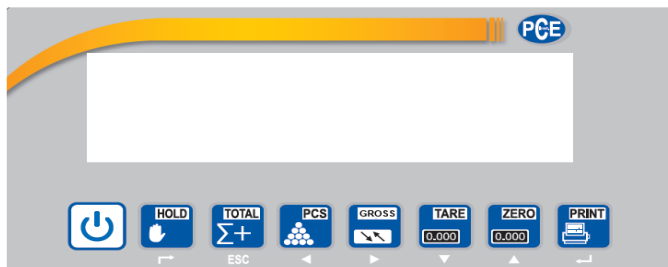 PCE
HOLD TOTAL PCS GROSS TARE ZERO PRINT
Σ+ 0.000 0.000
ESC